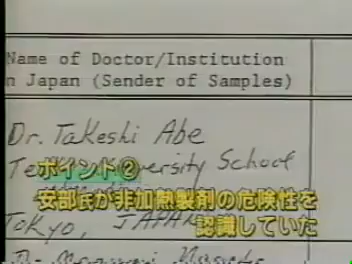 Name of Doctor/Institution
n Japan (Sender of Samples)
Dr. Takeshi Abe
ersity School
ポイント②
安部氏が非加熱製剤の危険性を
認識していた
Tokyo, JAPAN